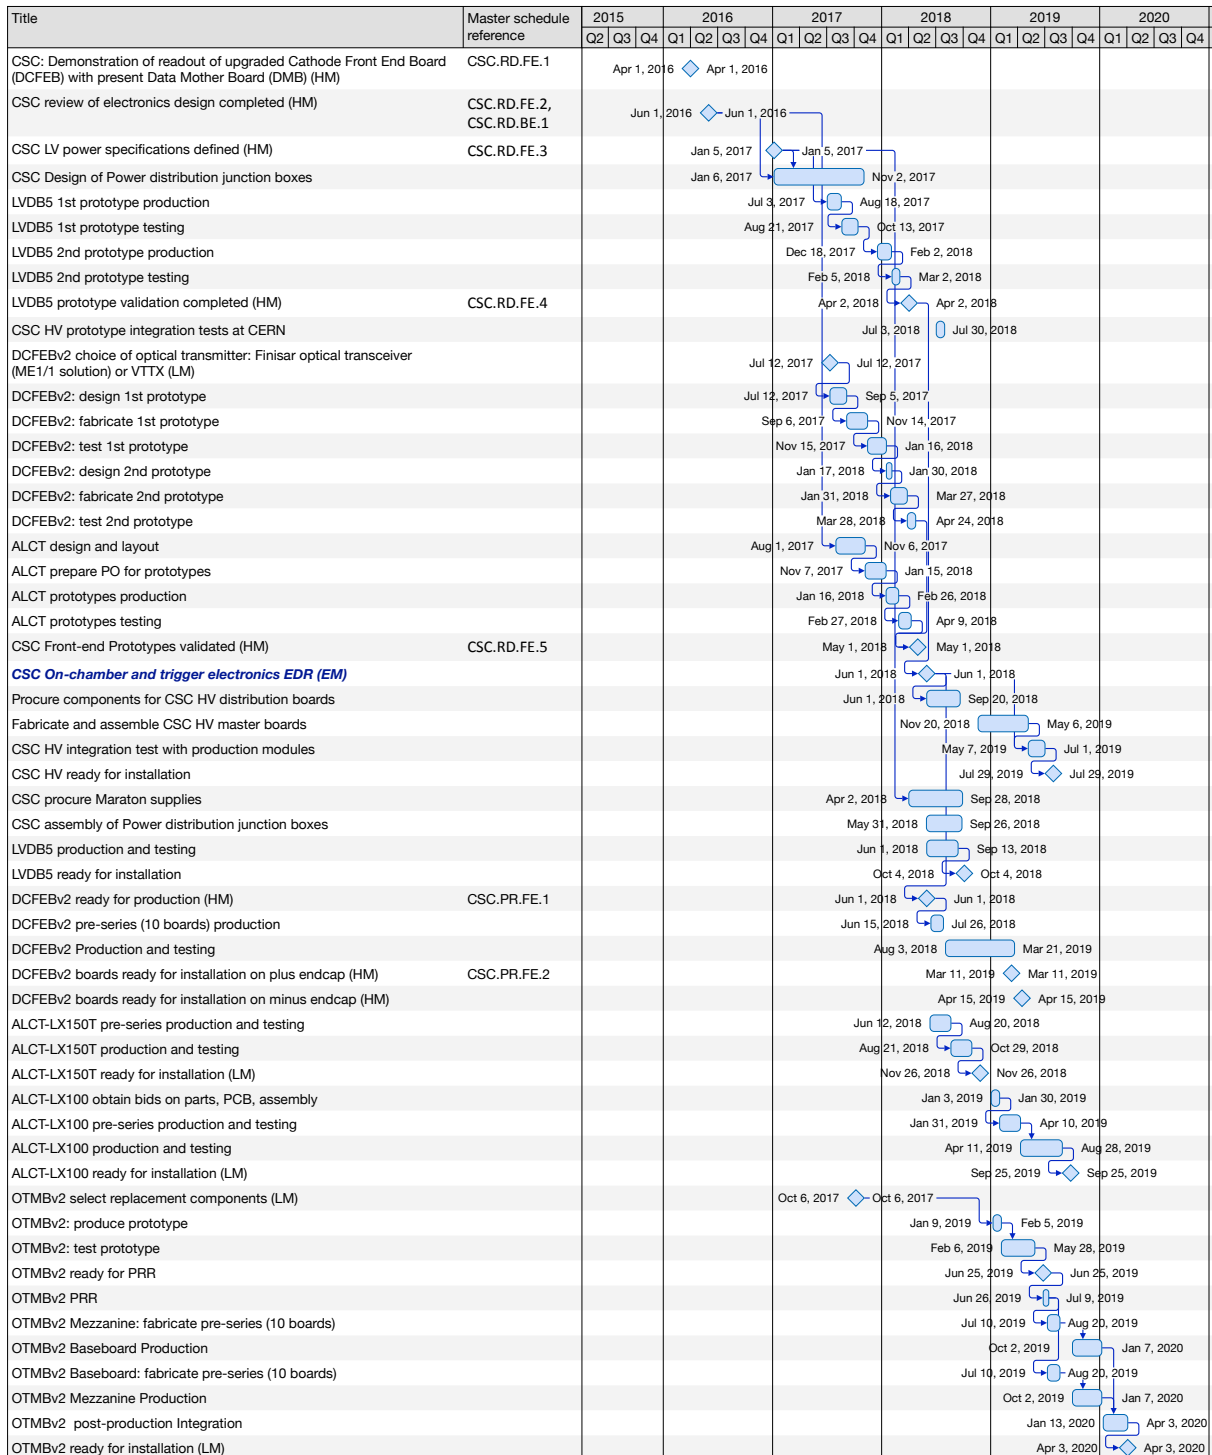 Title Master schedule reference 2015 2016 2017 2018 2019 2020
Q2 Q3 Q4 Q1 Q2 Q3 Q4 Q1 Q2 Q3 Q4 Q1 Q2 Q3 Q4 Q1 Q2 Q3 Q4 Q1 Q2 Q3 Q4
CSC: Demonstration of readout of upgraded Cathode Front End Board CSC.RD.FE.1
(DCFEB) with present Data Mother Board (DMB) (HM) Apr 1, 2016 Apr 1, 2016
CSC review of electronics design completed (HM) CSC.RD.FE.2, Jun 1, 2016 Jun 1, 2016
CSC.RD.BE.1
CSC LV power specifications defined (HM) CSC.RD.FE.3 Jan 5, 2017 Jan 5, 2017
CSC Design of Power distribution junction boxes Jan 6, 2017 Nov 2, 2017
LVDB5 1st prototype production Jul 3, 2017 Aug 18, 2017
LVDB5 1st prototype testing Aug 21, 2017 Oct 13, 2017
LVDB5 2nd prototype production Dec 18, 2017 Feb 2, 2018
LVDB5 2nd prototype testing Feb 5, 2018 Mar 2, 2018
LVDB5 prototype validation completed (HM) CSC.RD.FE.4 Apr 2, 2018 Apr 2, 2018
CSC HV prototype integration tests at CERN Jul 3, 2018 Jul 30, 2018
DCFEBv2 choice of optical transmitter: Finisar optical transceiver
(ME1/1 solution) or VTTX (LM) Jul 12, 2017 Jul 12, 2017
DCFEBv2: design 1st prototype Jul 12, 2017 Sep 5, 2017
DCFEBv2: fabricate 1st prototype Sep 6, 2017 Nov 14, 2017
DCFEBv2: test 1st prototype Nov 15, 2017 Jan 16, 2018
DCFEBv2: design 2nd prototype Jan 17, 2018 Jan 30, 2018
DCFEBv2: fabricate 2nd prototype Jan 31, 2018 Mar 27, 2018
DCFEBv2: test 2nd prototype Mar 28, 2018 Apr 24, 2018
ALCT design and layout Aug 1, 2017 Nov 6, 2017
ALCT prepare PO for prototypes Nov 7, 2017 Jan 15, 2018
ALCT prototypes production Jan 16, 2018 Feb 26, 2018
ALCT prototypes testing Feb 27, 2018 Apr 9, 2018
CSC Front-end Prototypes validated (HM) CSC.RD.FE.5 May 1, 2018 May 1, 2018
CSC On-chamber and trigger electronics EDR (EM) Jun 1, 2018 Jun 1, 2018
Procure components for CSC HV distribution boards Jun 1, 2018 Sep 20, 2018
Fabricate and assemble CSC HV master boards Nov 20, 2018 May 6, 2019
CSC HV integration test with production modules May 7, 2019 Jul 1, 2019
CSC HV ready for installation Jul 29, 2019 Jul 29, 2019
CSC procure Maraton supplies Apr 2, 2018 Sep 28, 2018
CSC assembly of Power distribution junction boxes May 31, 2018 Sep 26, 2018
LVDB5 production and testing Jun 1, 2018 Sep 13, 2018
LVDB5 ready for installation Oct 4, 2018 Oct 4, 2018
DCFEBv2 ready for production (HM) CSC.PR.FE.1 Jun 1, 2018 Jun 1, 2018
DCFEBv2 pre-series (10 boards) production Jun 15, 2018 Jul 26, 2018
DCFEBv2 Production and testing Aug 3, 2018 Mar 21, 2019
DCFEBv2 boards ready for installation on plus endcap (HM) CSC.PR.FE.2 Mar 11, 2019 Mar 11, 2019
DCFEBv2 boards ready for installation on minus endcap (HM) Apr 15, 2019 Apr 15, 2019
ALCT-LX150T pre-series production and testing Jun 12, 2018 Aug 20, 2018
ALCT-LX150T production and testing Aug 21, 2018 Oct 29, 2018
ALCT-LX150T ready for installation (LM) Nov 26, 2018 Nov 26, 2018
ALCT-LX100 obtain bids on parts, PCB, assembly Jan 3, 2019 Jan 30, 2019
ALCT-LX100 pre-series production and testing Jan 31, 2019 Apr 10, 2019
ALCT-LX100 production and testing Apr 11, 2019 Aug 28, 2019
ALCT-LX100 ready for installation (LM) Sep 25, 2019 Sep 25, 2019
OTMBv2 select replacement components (LM) Oct 6, 2017 Oct 6, 2017
OTMBv2: produce prototype Jan 9, 2019 Feb 5, 2019
OTMBv2: test prototype Feb 6, 2019 May 28, 2019
OTMBv2 ready for PRR Jun 25, 2019 Jun 25, 2019
OTMBv2 PRR Jun 26, 2019 Jul 9, 2019
OTMBv2 Mezzanine: fabricate pre-series (10 boards) Jul 10, 2019 Aug 20, 2019
OTMBv2 Baseboard Production Oct 2, 2019 Jan 7, 2020
OTMBv2 Baseboard: fabricate pre-series (10 boards) Jul 10, 2019 Aug 20, 2019
OTMBv2 Mezzanine Production Oct 2, 2019 Jan 7, 2020
OTMBv2 post-production Integration Jan 13, 2020 Apr 3, 2020
OTMBv2 ready for installation (LM) Apr 3, 2020 Apr 3, 2020